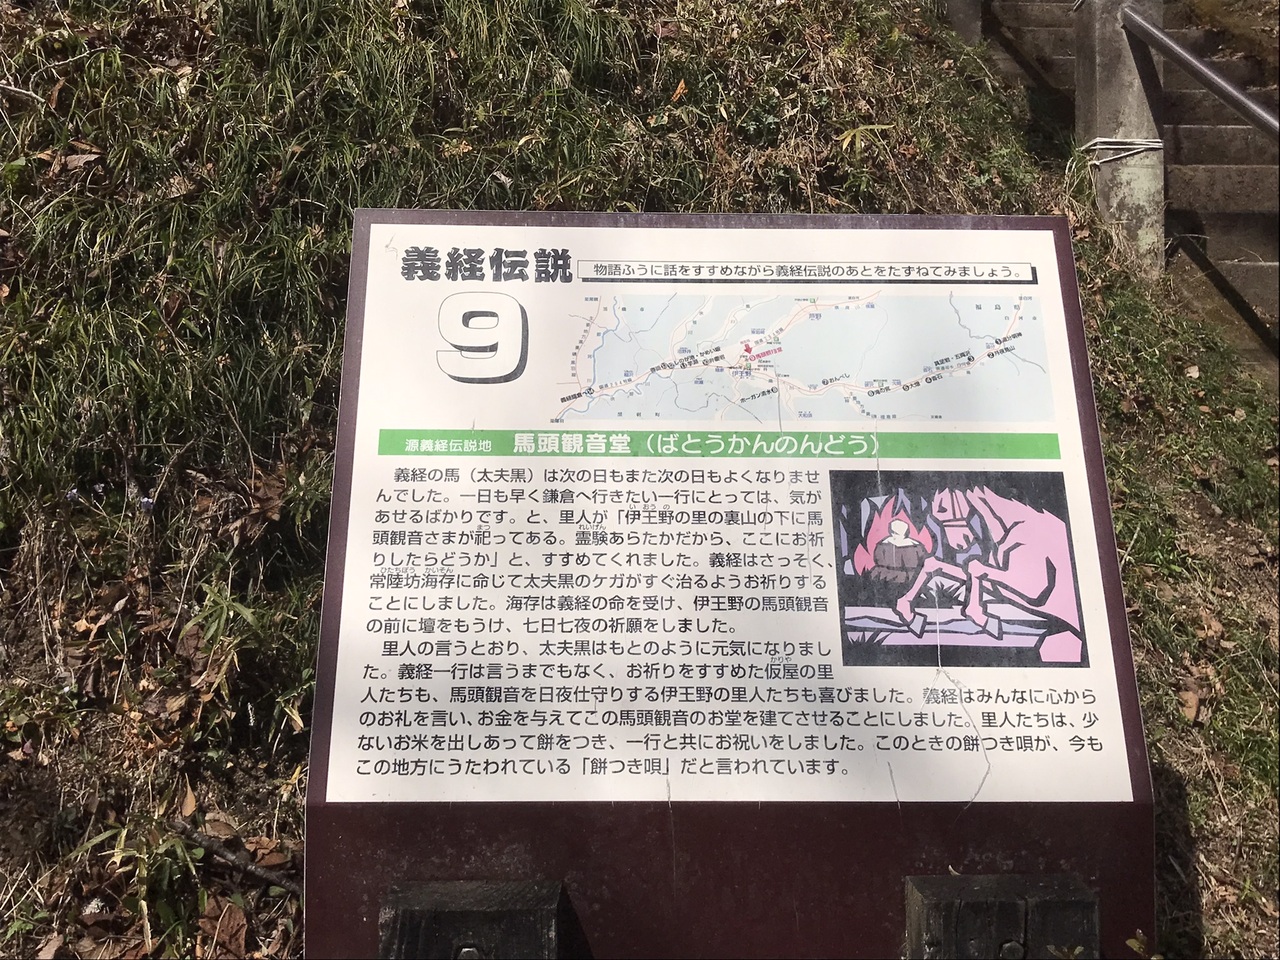 義経伝説
物語ふうに話をすすめながら義経伝説のあとをたずねてみましょう。
9
源義経伝説地 馬頭観音堂（ばとうかんのんどう）
義経の馬（太夫黒）は次の日もまた次の日もよくなりませ
んでした。一日も早く鎌倉へ行きたい一行にとっては、気が
あせるばかりです。と、里人が「伊王野の里の裏山の下に馬
頭観音さまが祀ってある。霊験あらたかだから、ここにお祈
りしたらどうか」と、すすめてくれました。義経はさっそく、
常陸坊海存に命じて太夫黒のケガがすぐ治るようお祈りする
ことにしました。海存は義経の命を受け、伊王野の馬頭観音
の前に壇をもうけ、七日七夜の祈願をしました。
里人の言うとおり、太夫黒はもとのように元気になりまし
た。義経一行は言うまでもなく、お祈りをすすめた仮屋の里
人たちも、馬頭観音を日夜仕守りする伊王野の里人たちも喜びました。義経はみんなに心から
のお礼を言い、お金を与えてこの馬頭観音のお堂を建てさせることにしました。里人たちは、少
ないお米を出しあって餅をつき、一行と共にお祝いをしました。このときの餅つき唄が、今も
この地方にうたわれている「餅つき唄」だと言われています。